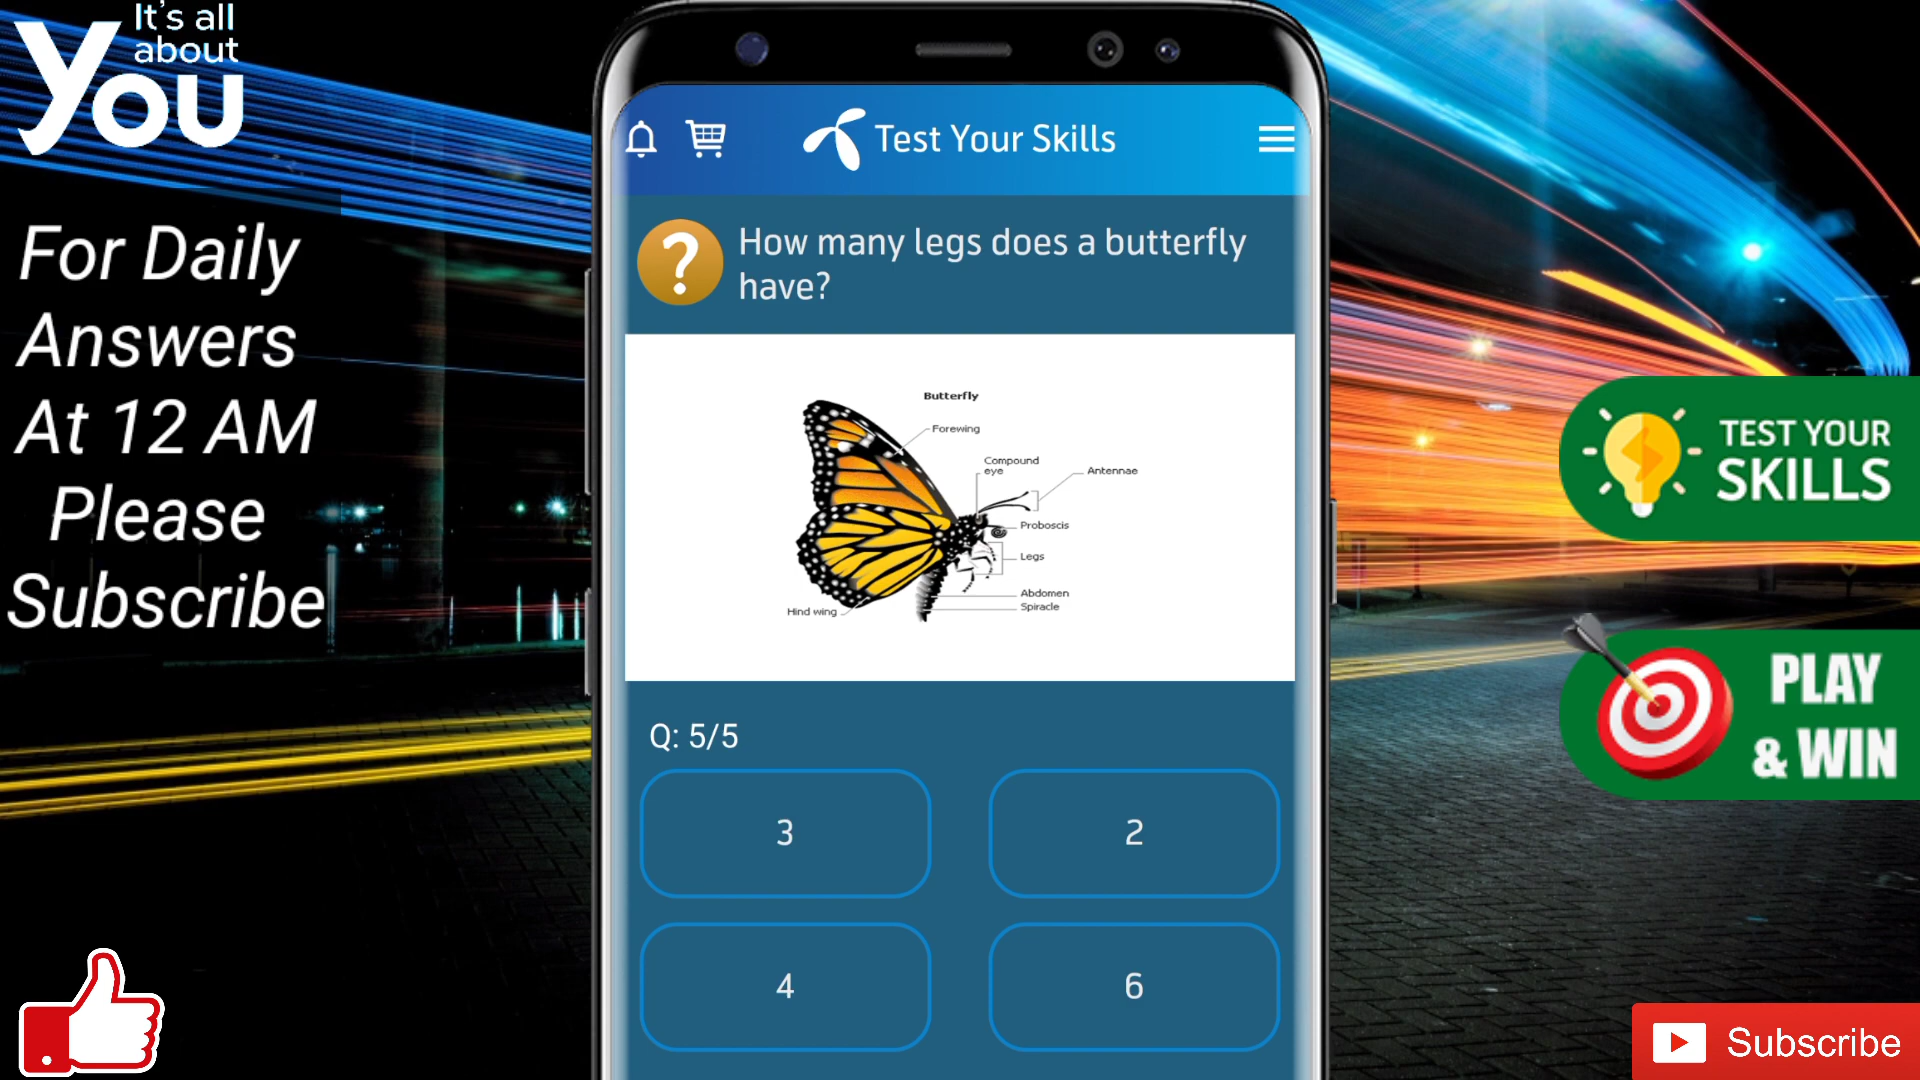 It's all
about
You
For Daily
Answers
At 12 AM
Please
Subscribe
Test Your Skills
?
How many legs does a butterfly
have?
Butterfly
Forewing
Compound
eye
Antennae
Proboscis
Legs
Abdomen
Spiracle
Hind wing
Q: 5/5
3
2
4
6
TEST YOUR
SKILLS
PLAY
& WIN
Subscribe